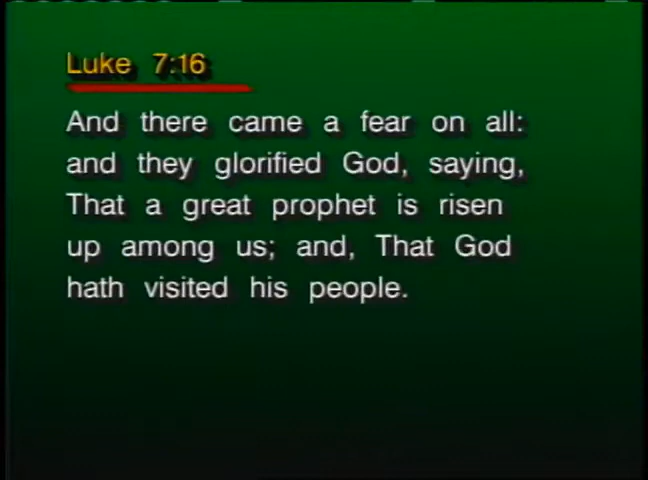 Luke 7:16
And there came a fear on all:
and they glorified God, saying,
That a great prophet is risen
up among us; and, That God
hath visited his people.